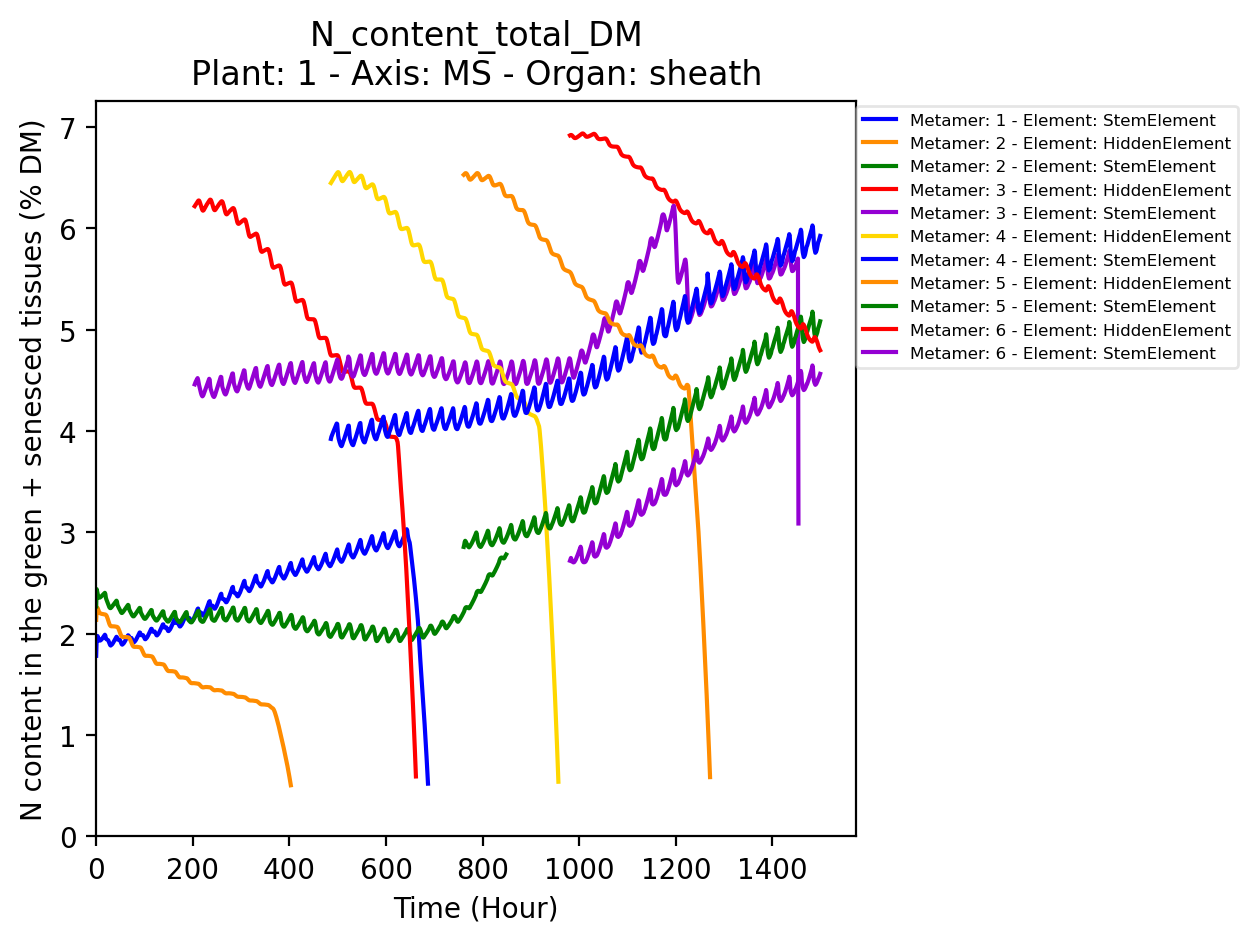 N_content_total_DM
Plant: 1 - Axis: MS - Organ: sheath
N content in the green + senesced tissues (% DM)
7
6
5
4
3
2
1
0
0 200 400 600 800 1000 1200 1400
Time (Hour)
Metamer: 1 - Element: StemElement
Metamer: 2 - Element: HiddenElement
Metamer: 2 - Element: StemElement
Metamer: 3 - Element: HiddenElement
Metamer: 3 - Element: StemElement
Metamer: 4 - Element: HiddenElement
Metamer: 4 - Element: StemElement
Metamer: 5 - Element: HiddenElement
Metamer: 5 - Element: StemElement
Metamer: 6 - Element: HiddenElement
Metamer: 6 - Element: StemElement